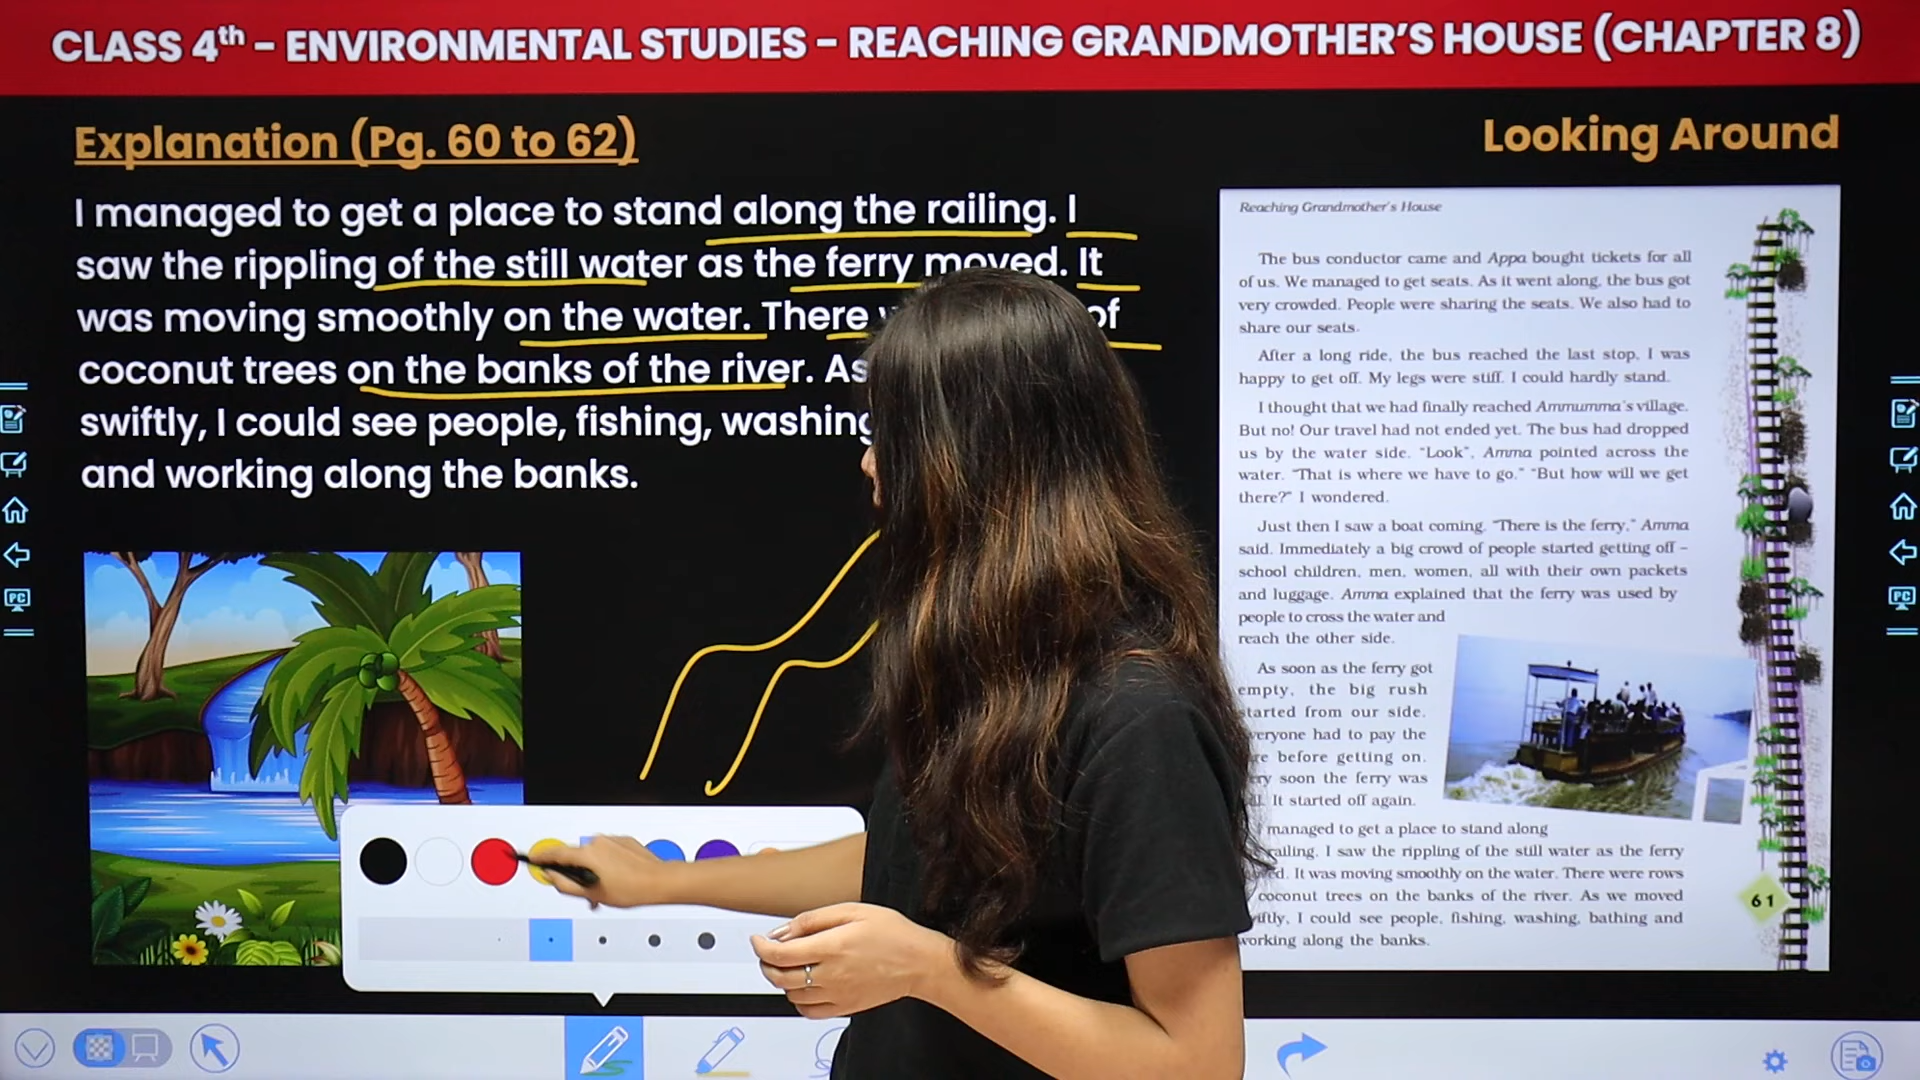 CLASS 4th – ENVIRONMENTAL STUDIES – REACHING GRANDMOTHER'S HOUSE (CHAPTER 8)
Explanation (Pg. 60 to 62)
I managed to get a place to stand along the railing. I
saw the rippling of the still water as the ferry moved. It
was moving smoothly on the water. There of
coconut trees on the banks of the river. As
swiftly, I could see people, fishing, washing
and working along the banks.
Looking Around
Reaching Grandmother's House
The bus conductor came and Appa bought tickets for all
of us. We managed to get seats. As it went along, the bus got
very crowded. People were sharing the seats. We also had to
share our seats.
After a long ride, the bus reached the last stop. I was
happy to get off. My legs were stiff. I could hardly stand.
I thought that we had finally reached Ammumma's village.
But no! Our travel had not ended yet. The bus had dropped
us by the water side. "Look", Amma pointed across the
water. "That is where we have to go." "But how will we get
there?" I wondered.
Just then I saw a boat coming. "There is the ferry," Amma
said. Immediately a big crowd of people started getting off –
school children, men, women, all with their own packets
and luggage. Amma explained that the ferry was used by
people to cross the water and
reach the other side.
As soon as the ferry got
empty, the big rush
started from our side.
everyone had to pay the
before getting on.
soon the ferry was
It started off again.
managed to get a place to stand along
railing. I saw the rippling of the still water as the ferry
It was moving smoothly on the water. There were rows
coconut trees on the banks of the river. As we moved
I could see people, fishing, washing, bathing and
working along the banks.
61
PC
PC